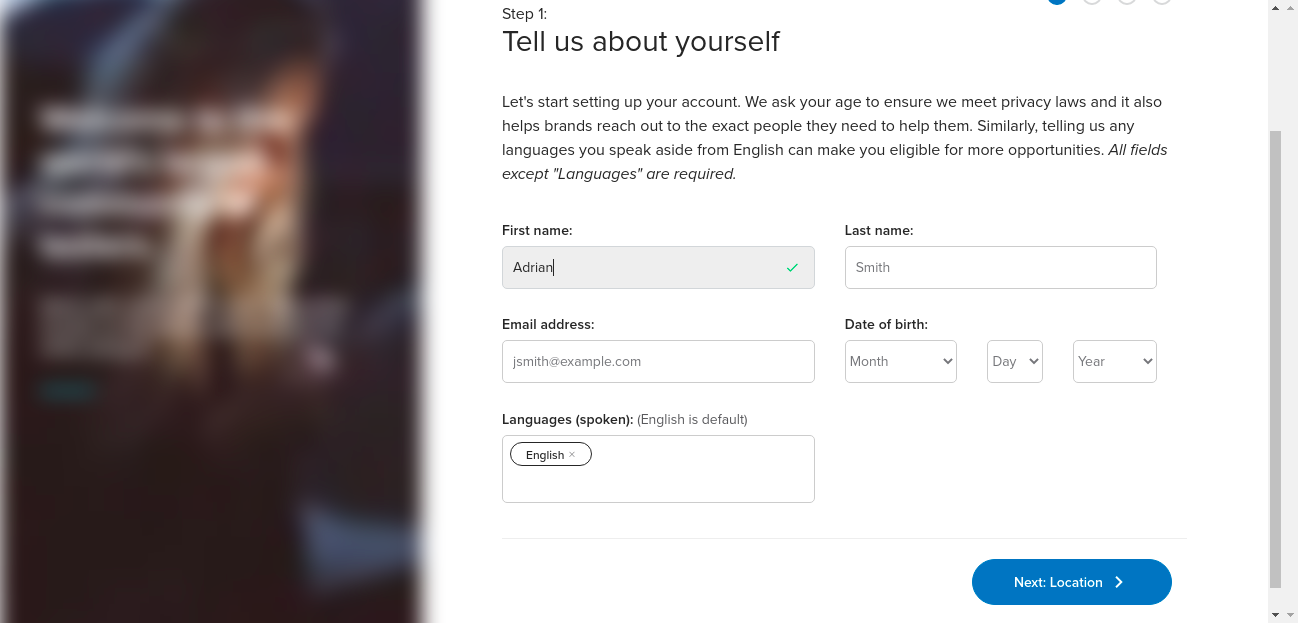 Step 1:
Tell us about yourself
Let's start setting up your account. We ask your age to ensure we meet privacy laws and it also
helps brands reach out to the exact people they need to help them. Similarly, telling us any
languages you speak aside from English can make you eligible for more opportunities. All fields
except "Languages" are required.
First name:
Last name:
Adrian
Smith
Email address:
Date of birth:
jsmith@example.com
Month
Day
Year
Languages (spoken): (English is default)
English ×
Next: Location